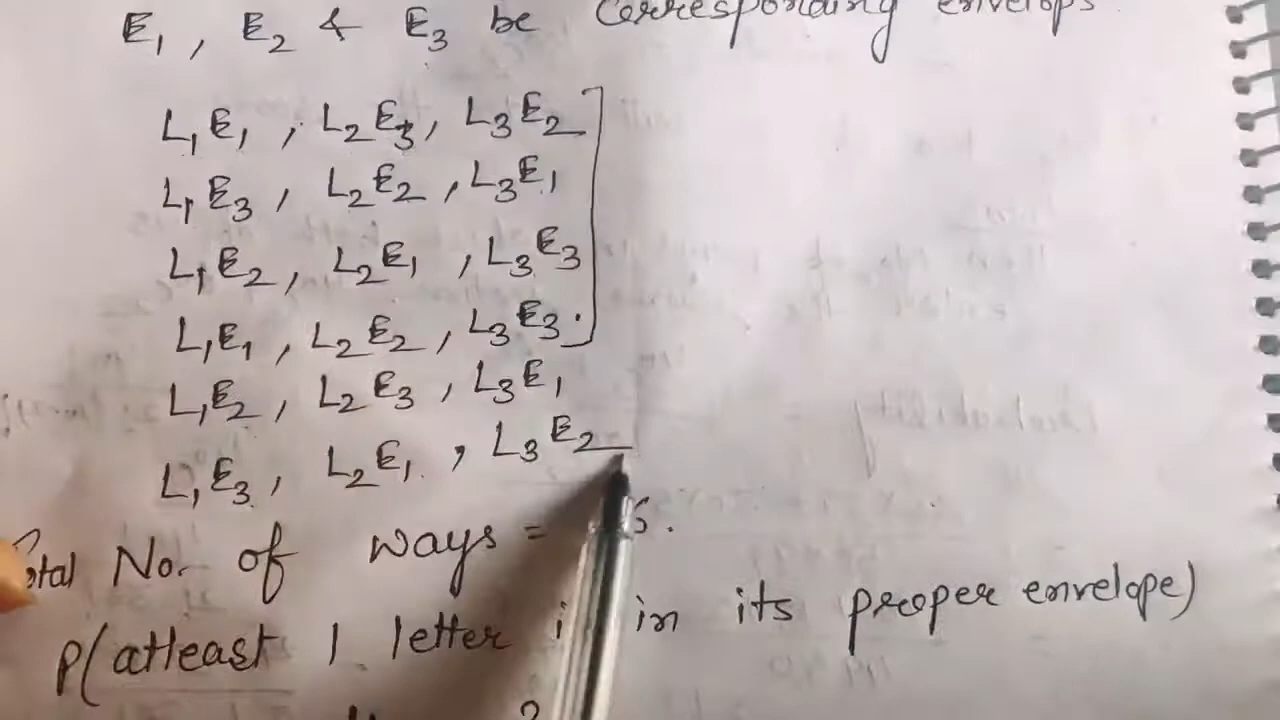 E1, E2 & E3 be Corresponding envelops
L1E1, L2E3, L3E2
L1E3, L2E2, L3E1
L1E2, L2E1, L3E3
L1E1, L2E2, L3E3.
L1E2, L2E3, L3E1
L1E3, L2E1, L3E2
Total No. of ways = 6.
P(atleast 1 letter in its proper envelope)